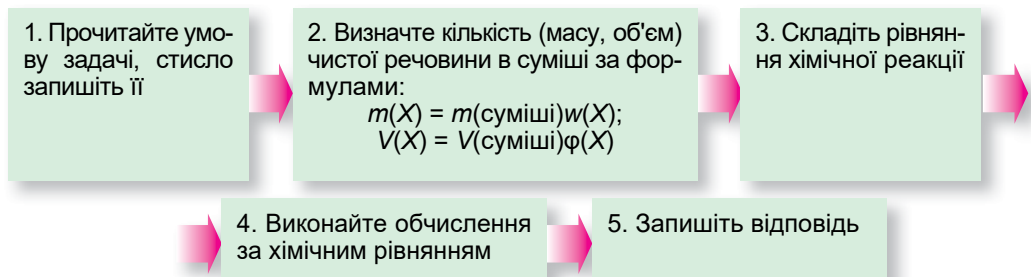 1. Прочитайте умо-
ву задачі, стисло
запишіть її
2. Визначте кількість (масу, об'єм)
чистої речовини в суміші за фор-
мулами:
m(X) = m(суміші)w(X);
V(X) = V(суміші)φ(X)
3. Складіть рівнян-
ня хімічної реакції
4. Виконайте обчислення
за хімічним рівнянням
5. Запишіть відповідь